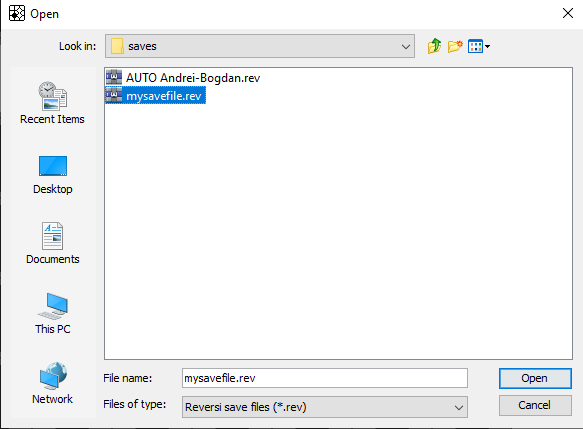 Open
Look in:
saves
AUTO Andrei-Bogdan.rev
mysavefile.rev
Recent Items
Desktop
Documents
This PC
Network
File name:
mysavefile.rev
Open
Files of type:
Reversi save files (*.rev)
Cancel